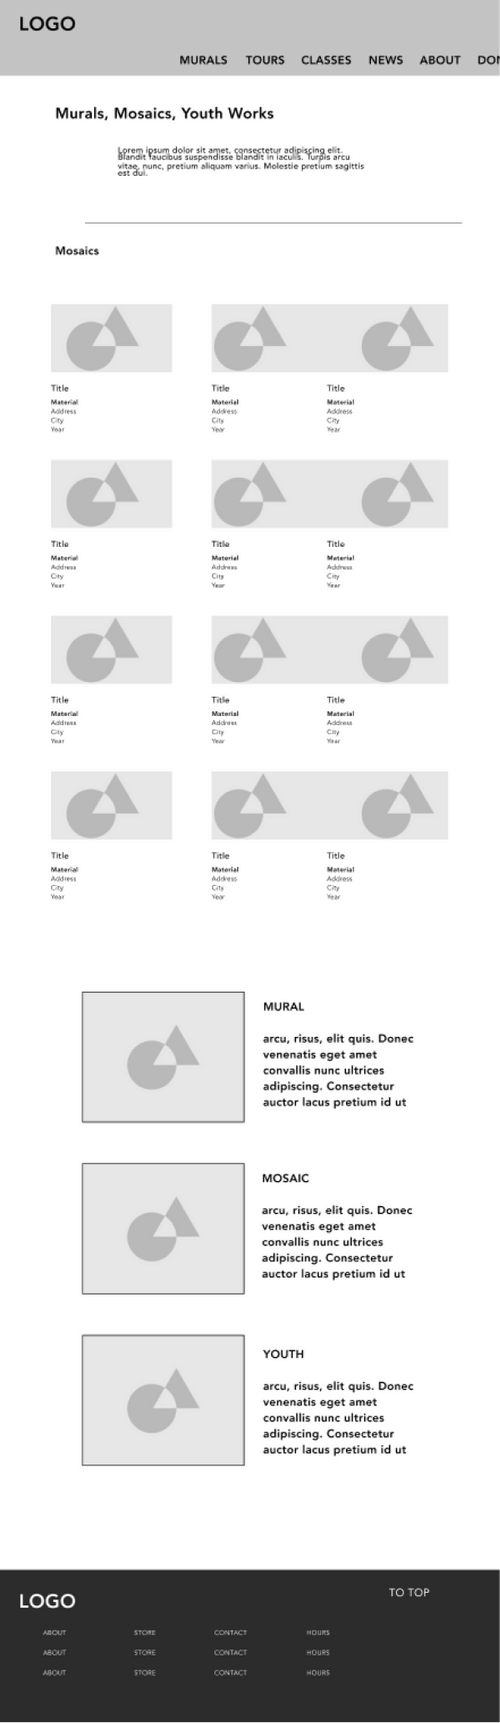 LOGO
MURALS TOURS CLASSES NEWS ABOUT DON
Murals, Mosaics, Youth Works
Lorem ipsum dolor sit amet, consectetur adipiscing elit.
Blandit faucibus suspendisse blandit in iaculis. Turpis arcu
vitae, nunc, pretium aliquam varius. Molestie pretium sagittis
est dui.
Mosaics
Title Title Title
Material Material Material
Address Address Address
City City City
Year Year Year
Title Title Title
Material Material Material
Address Address Address
City City City
Year Year Year
Title Title Title
Material Material Material
Address Address Address
City City City
Year Year Year
Title Title Title
Material Material Material
Address Address Address
City City City
Year Year Year
MURAL
arcu, risus, elit quis. Donec
venenatis eget amet
convallis nunc ultrices
adipiscing. Consectetur
auctor lacus pretium id ut
MOSAIC
arcu, risus, elit quis. Donec
venenatis eget amet
convallis nunc ultrices
adipiscing. Consectetur
auctor lacus pretium id ut
YOUTH
arcu, risus, elit quis. Donec
venenatis eget amet
convallis nunc ultrices
adipiscing. Consectetur
auctor lacus pretium id ut
TO TOP
LOGO
ABOUT STORE CONTACT HOURS
ABOUT STORE CONTACT HOURS
ABOUT STORE CONTACT HOURS